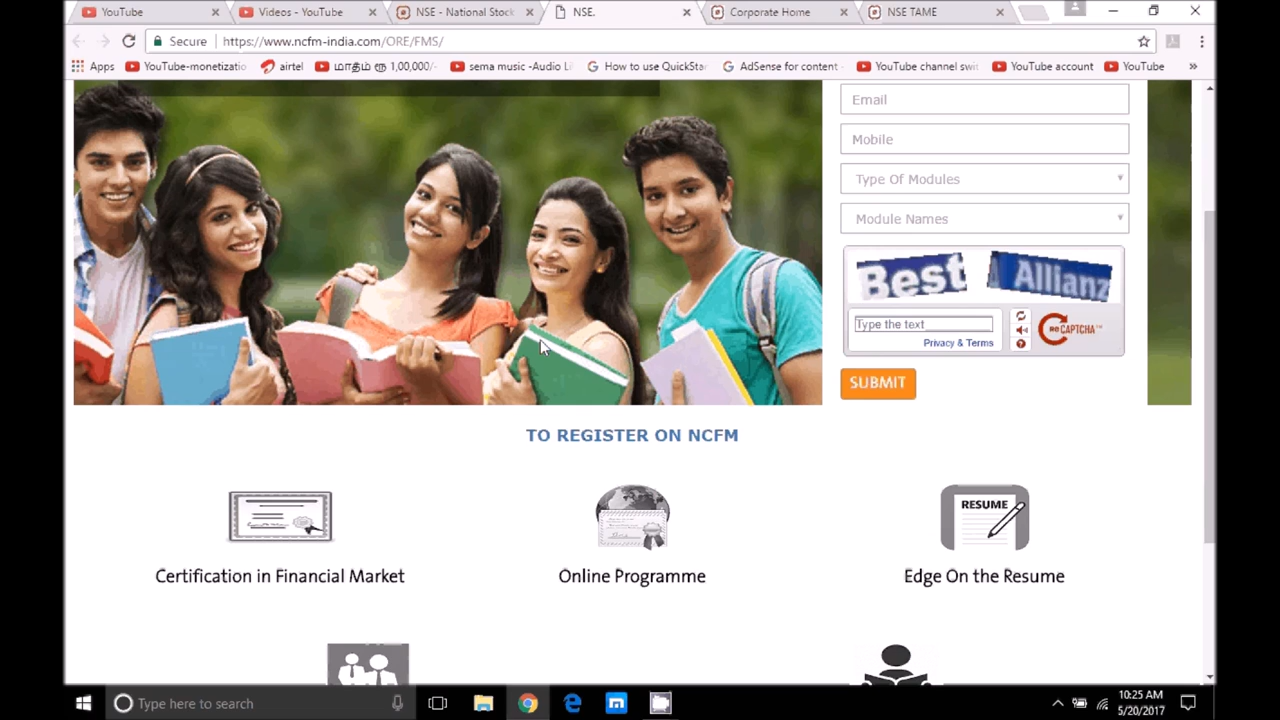 YouTube
Videos - YouTube
NSE - National Stock
NSE.
Corporate Home
NSE TAME
Secure
https://www.ncfm-india.com/ORE/FMS/
Apps
YouTube-monetizatio
airtel
மாதம் ரூ 1,00,000/-
sema music -Audio Li
How to use QuickStar
AdSense for content
YouTube channel swit
YouTube account
YouTube
»
Email
Mobile
Type Of Modules
Module Names
Best Allianz
Type the text
Privacy & Terms
reCAPTCHA™
SUBMIT
TO REGISTER ON NCFM
RESUME
Certification in Financial Market
Online Programme
Edge On the Resume
Type here to search
10:25 AM
5/20/2017